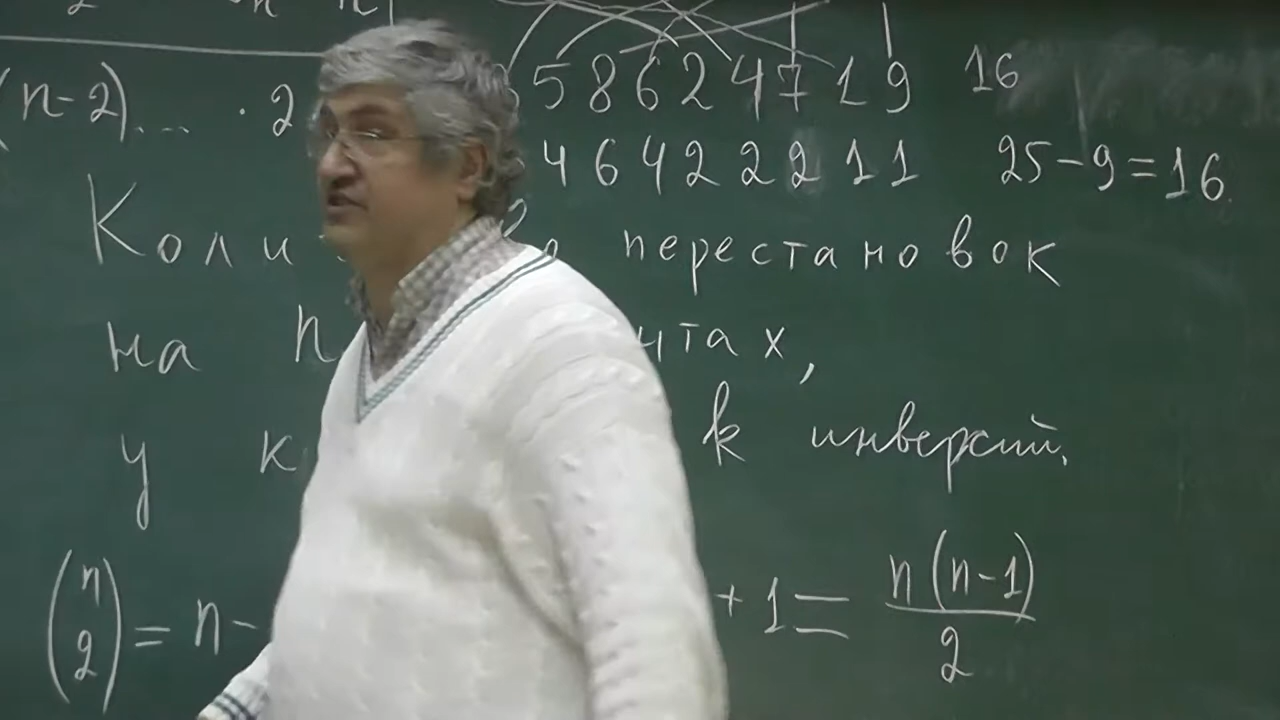 (n-2)... · 2
5 8 6 2 4 7 1 9 16
4 6 4 2 2 2 1 1 25-9=16
Коли перестановок
на n нтах,
у к k инверсий.
(n 2) = n- +1= n(n-1)/2